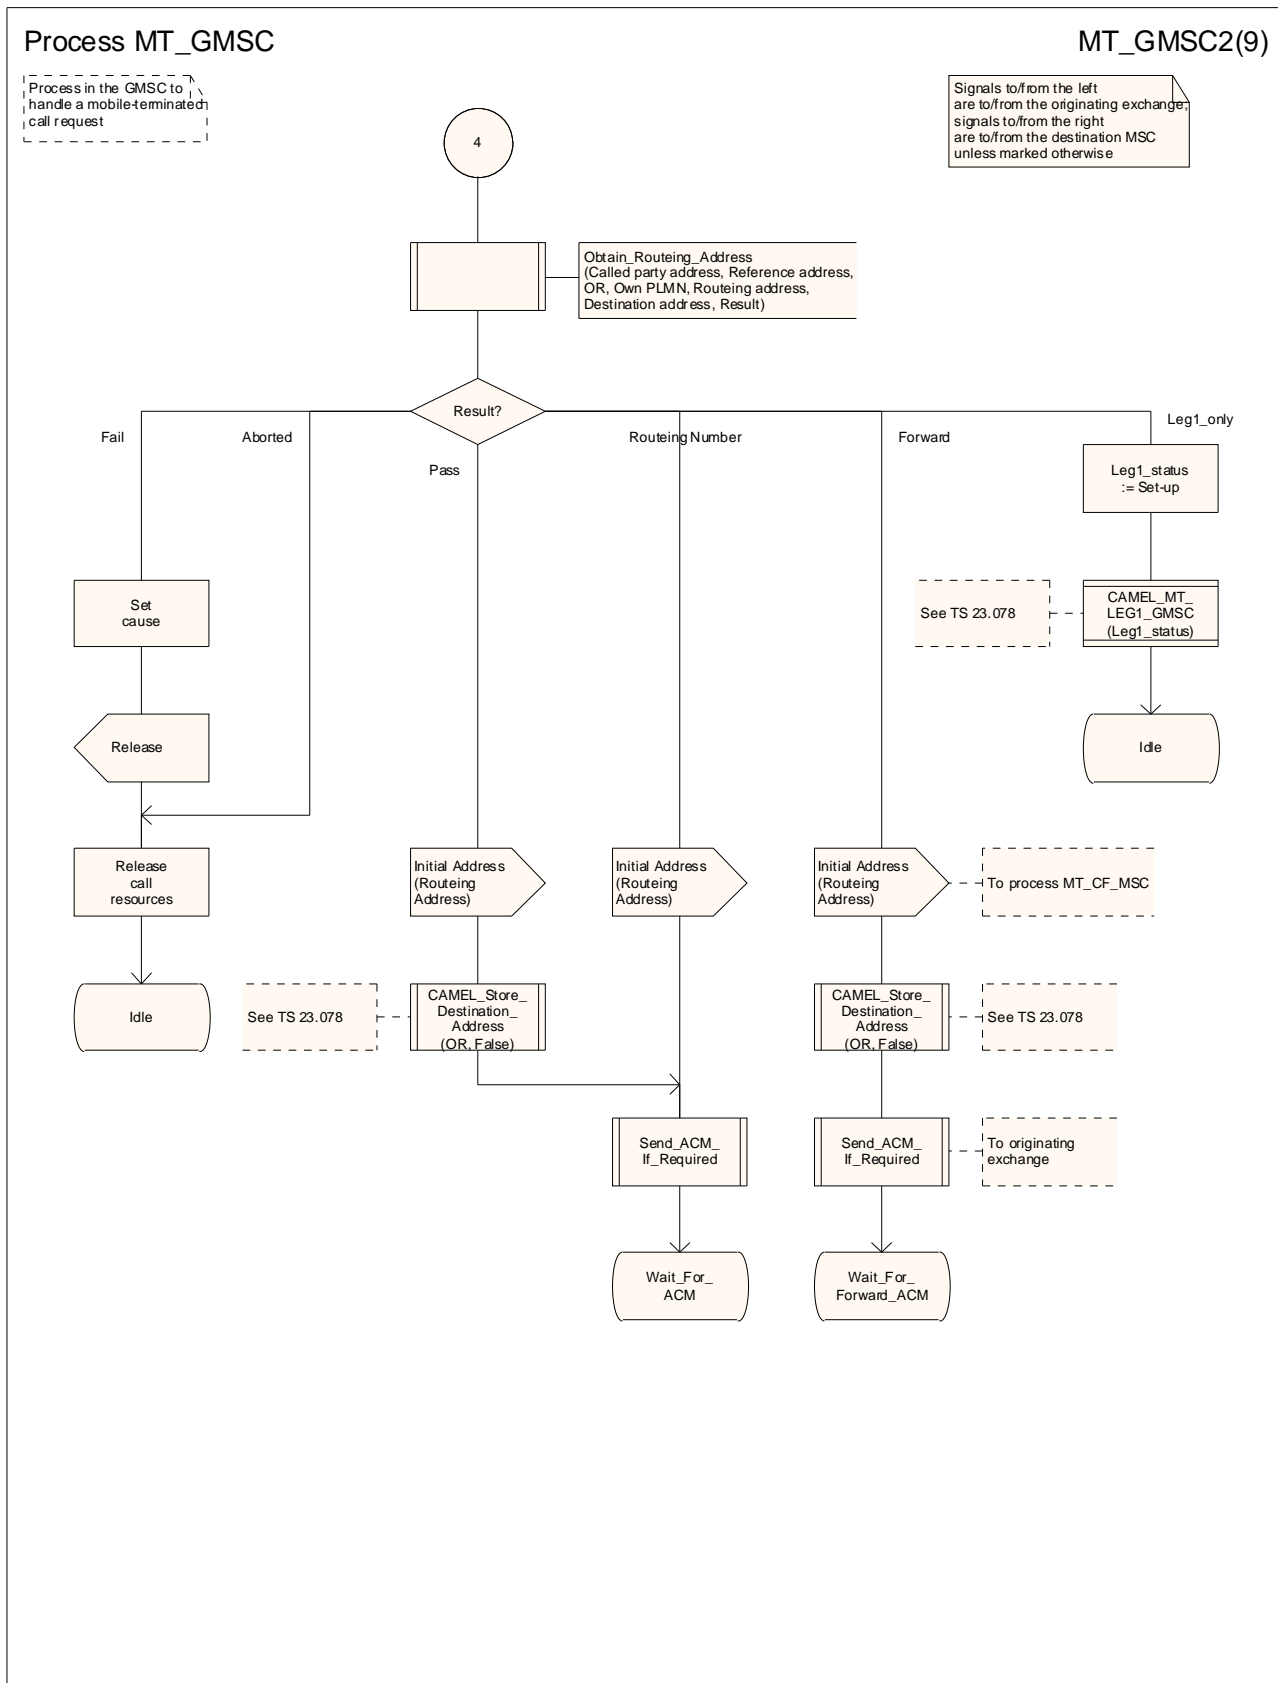 Process MT_GMSC
MT_GMSC2(9)
Process in the GMSC to
handle a mobile-terminated
call request
Signals to/from the left
are to/from the originating exchange;
signals to/from the right
are to/from the destination MSC
unless marked otherwise
4
Obtain_Routeing_Address
(Called party address, Reference address,
OR, Own PLMN, Routeing address,
Destination address, Result)
Result?
Fail
Aborted
Pass
Routeing Number
Forward
Leg1_only
Leg1_status
:= Set-up
Set
cause
See TS 23.078
CAMEL_MT_
LEG1_GMSC
(Leg1_status)
Release
Idle
Release
call
resources
Initial Address
(Routeing
Address)
Initial Address
(Routeing
Address)
Initial Address
(Routeing
Address)
To process MT_CF_MSC
Idle
See TS 23.078
CAMEL_Store_
Destination_
Address
(OR, False)
CAMEL_Store_
Destination_
Address
(OR, False)
See TS 23.078
Send_ACM_
If_Required
Send_ACM_
If_Required
To originating
exchange
Wait_For_
ACM
Wait_For_
Forward_ACM